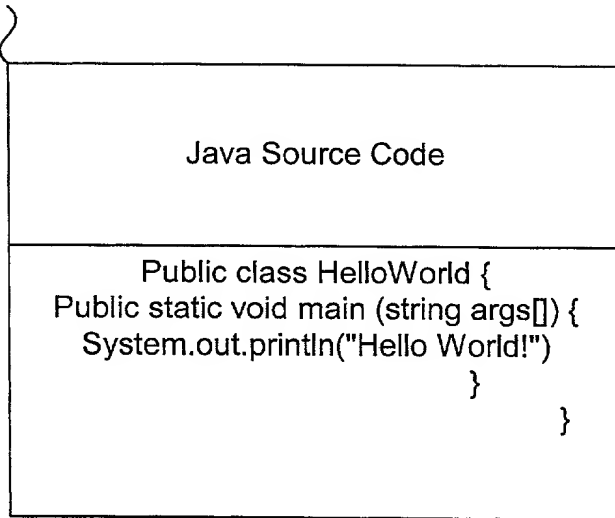 Java Source Code
Public class HelloWorld {
Public static void main (string args[]) {
System.out.println("Hello World!")
}
}